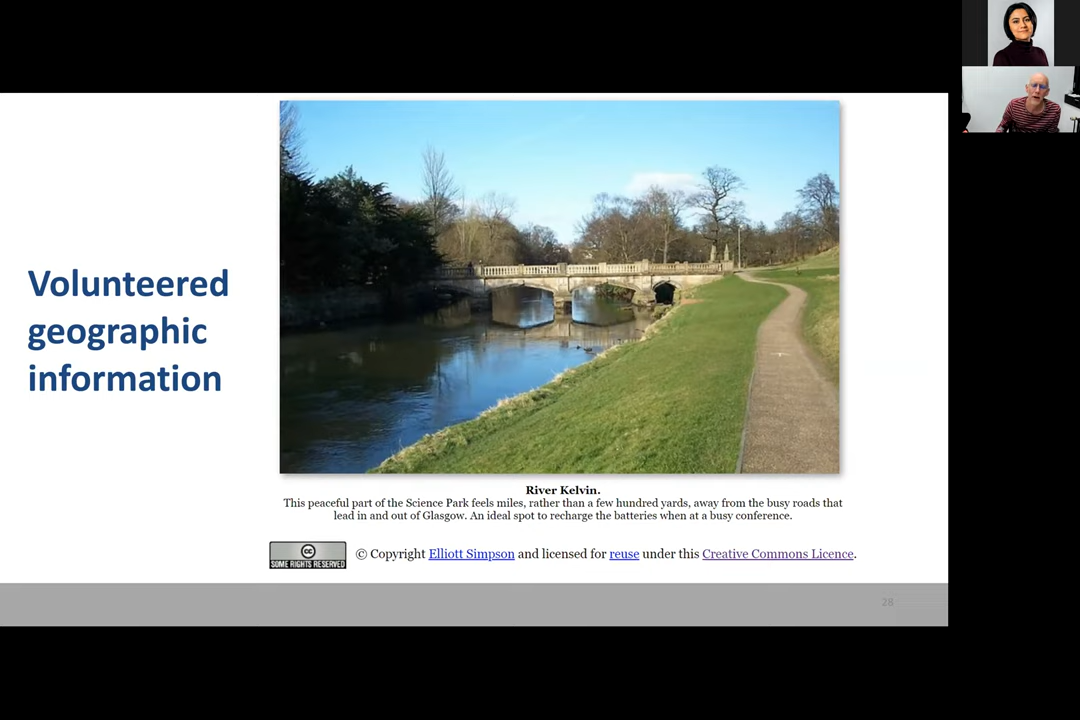 Volunteered
geographic
information
River Kelvin.
This peaceful part of the Science Park feels miles, rather than a few hundred yards, away from the busy roads that
lead in and out of Glasgow. An ideal spot to recharge the batteries when at a busy conference.
cc
SOME RIGHTS RESERVED
© Copyright Elliott Simpson and licensed for reuse under this Creative Commons Licence.
28